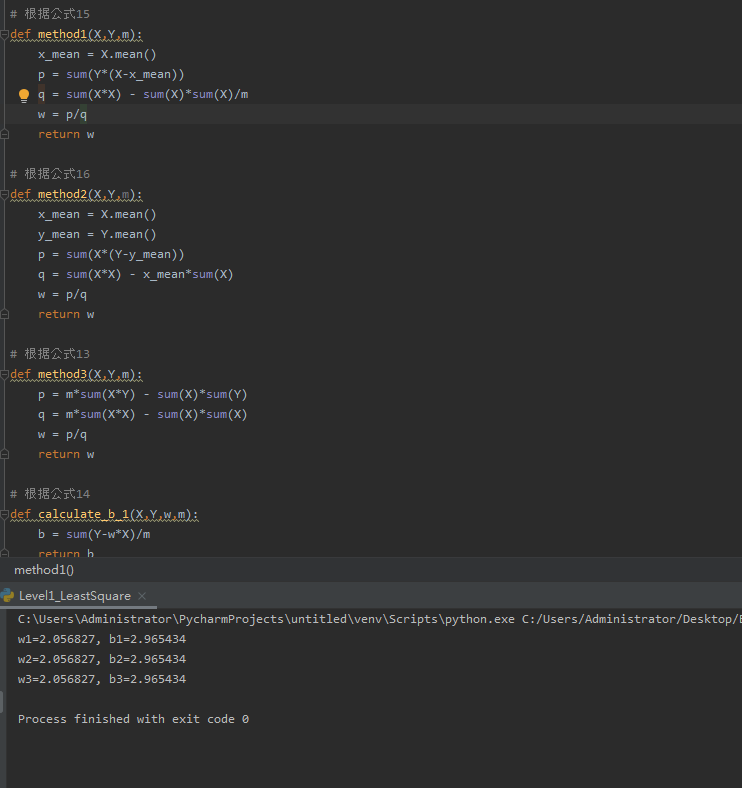 # 根据公式15
def method1(X,Y,m):
    x_mean = X.mean()
    p = sum(Y*(X-x_mean))
    q = sum(X*X) - sum(X)*sum(X)/m
    w = p/q
    return w
# 根据公式16
def method2(X,Y,m):
    x_mean = X.mean()
    y_mean = Y.mean()
    p = sum(X*(Y-y_mean))
    q = sum(X*X) - x_mean*sum(X)
    w = p/q
    return w
# 根据公式13
def method3(X,Y,m):
    p = m*sum(X*Y) - sum(X)*sum(Y)
    q = m*sum(X*X) - sum(X)*sum(X)
    w = p/q
    return w
# 根据公式14
def calculate_b_1(X,Y,w,m):
    b = sum(Y-w*X)/m
    return b
method1()
Level1_LeastSquare
C:\Users\Administrator\PycharmProjects\untitled\venv\Scripts\python.exe C:/Users/Administrator/Desktop/
w1=2.056827, b1=2.965434
w2=2.056827, b2=2.965434
w3=2.056827, b3=2.965434
Process finished with exit code 0